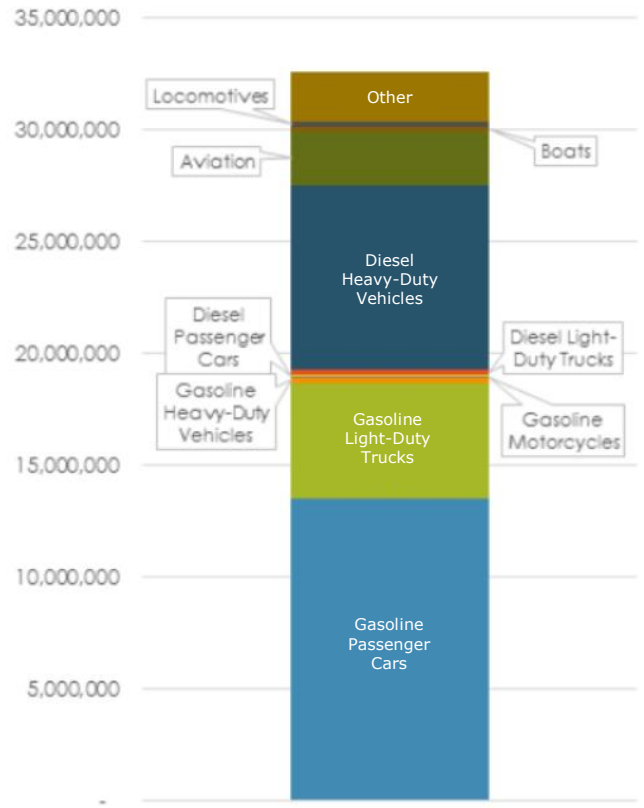 35,000,000
Other
Locomotives
30,000,000
Boats
Aviation
25,000,000
Diesel
Heavy-Duty
Vehicles
Diesel
Passenger
Cars
Diesel Light-
Duty Trucks
20,000,000
Gasoline
Heavy-Duty
Vehicles
Gasoline
Light-Duty
Trucks
Gasoline
Motorcycles
15,000,000
10,000,000
Gasoline
Passenger
Cars
5,000,000
-